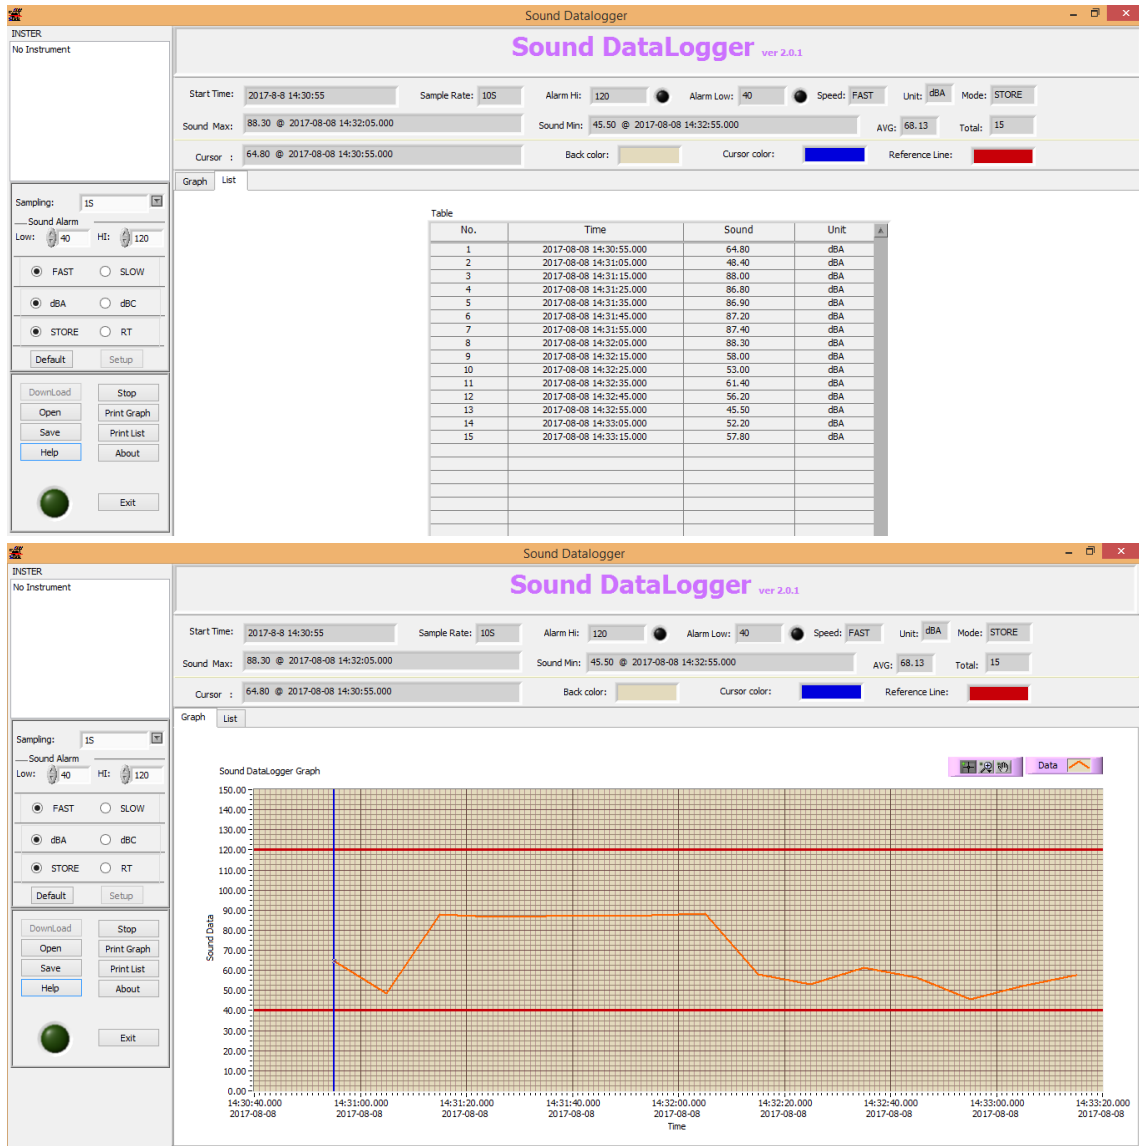 Sound Datalogger
INSTER
No Instrument
Sound DataLogger ver 2.0.1
Start Time: 2017-8-8 14:30:55 Sample Rate: 10S Alarm Hi: 120 Alarm Low: 40 Speed: FAST Unit: dBA Mode: STORE
Sound Max: 88.30 @ 2017-08-08 14:32:05.000 Sound Min: 45.50 @ 2017-08-08 14:32:55.000 AVG: 68.13 Total: 15
Cursor : 64.80 @ 2017-08-08 14:30:55.000 Back color: Cursor color: Reference Line:
Graph List
Sampling: 1S
Sound Alarm
Low: 40 HI: 120
FAST SLOW
dBA dBC
STORE RT
Default Setup
DownLoad Stop
Open Print Graph
Save Print List
Help About
Exit
Table
No. Time Sound Unit
1 2017-08-08 14:30:55.000 64.80 dBA
2 2017-08-08 14:31:05.000 48.40 dBA
3 2017-08-08 14:31:15.000 88.00 dBA
4 2017-08-08 14:31:25.000 86.80 dBA
5 2017-08-08 14:31:35.000 86.90 dBA
6 2017-08-08 14:31:45.000 87.20 dBA
7 2017-08-08 14:31:55.000 87.40 dBA
8 2017-08-08 14:32:05.000 88.30 dBA
9 2017-08-08 14:32:15.000 58.00 dBA
10 2017-08-08 14:32:25.000 53.00 dBA
11 2017-08-08 14:32:35.000 61.40 dBA
12 2017-08-08 14:32:45.000 56.20 dBA
13 2017-08-08 14:32:55.000 45.50 dBA
14 2017-08-08 14:33:05.000 52.20 dBA
15 2017-08-08 14:33:15.000 57.80 dBA
Sound Datalogger
INSTER
No Instrument
Sound DataLogger ver 2.0.1
Start Time: 2017-8-8 14:30:55 Sample Rate: 10S Alarm Hi: 120 Alarm Low: 40 Speed: FAST Unit: dBA Mode: STORE
Sound Max: 88.30 @ 2017-08-08 14:32:05.000 Sound Min: 45.50 @ 2017-08-08 14:32:55.000 AVG: 68.13 Total: 15
Cursor : 64.80 @ 2017-08-08 14:30:55.000 Back color: Cursor color: Reference Line:
Graph List
Sampling: 1S
Sound Alarm
Low: 40 HI: 120
FAST SLOW
dBA dBC
STORE RT
Default Setup
DownLoad Stop
Open Print Graph
Save Print List
Help About
Exit
Sound DataLogger Graph
Data
150.00
140.00
130.00
120.00
110.00
100.00
90.00
80.00
70.00
60.00
50.00
40.00
30.00
20.00
10.00
0.00
Sound Data
14:30:40.000 14:31:00.000 14:31:20.000 14:31:40.000 14:32:00.000 14:32:20.000 14:32:40.000 14:33:00.000 14:33:20.000
2017-08-08 2017-08-08 2017-08-08 2017-08-08 2017-08-08 2017-08-08 2017-08-08 2017-08-08 2017-08-08
Time